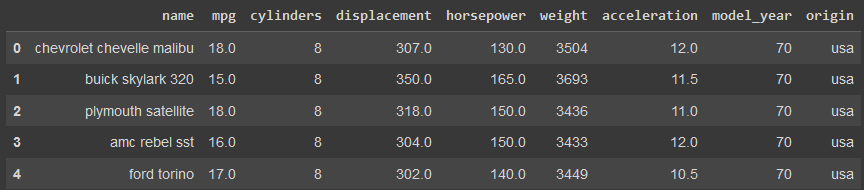 name mpg cylinders displacement horsepower weight acceleration model_year origin
0 chevrolet chevelle malibu 18.0 8 307.0 130.0 3504 12.0 70 usa
1 buick skylark 320 15.0 8 350.0 165.0 3693 11.5 70 usa
2 plymouth satellite 18.0 8 318.0 150.0 3436 11.0 70 usa
3 amc rebel sst 16.0 8 304.0 150.0 3433 12.0 70 usa
4 ford torino 17.0 8 302.0 140.0 3449 10.5 70 usa